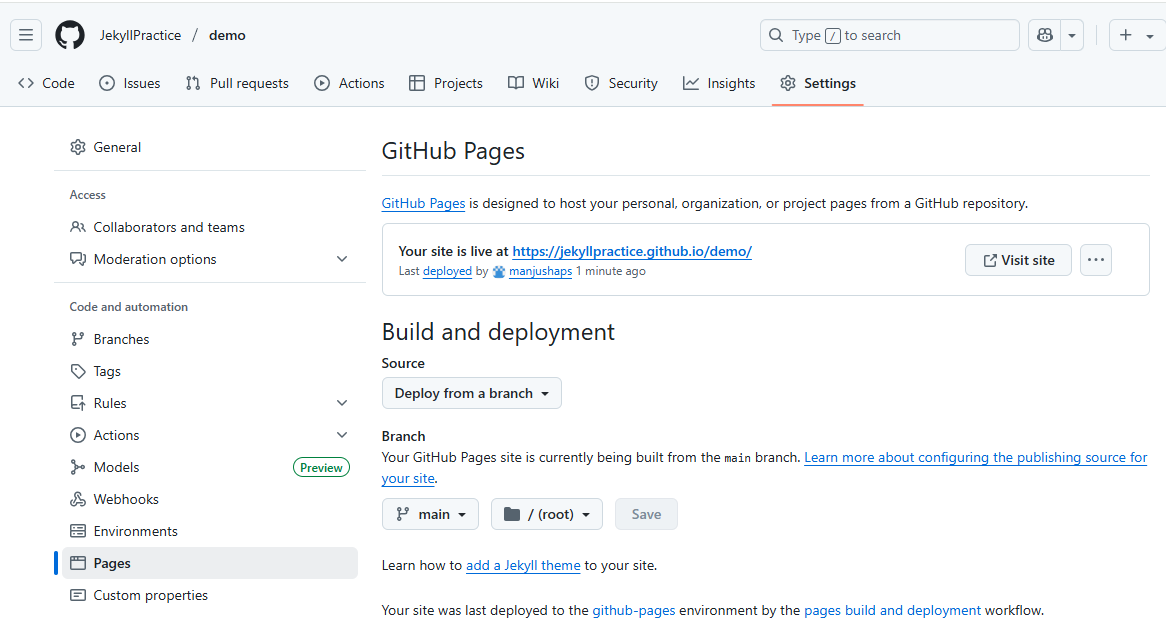 JekyllPractice / demo
Type / to search
Code Issues Pull requests Actions Projects Wiki Security Insights Settings
General
Access
Collaborators and teams
Moderation options
Code and automation
Branches
Tags
Rules
Actions
Models Preview
Webhooks
Environments
Pages
Custom properties
GitHub Pages
GitHub Pages is designed to host your personal, organization, or project pages from a GitHub repository.
Your site is live at https://jekyllpractice.github.io/demo/
Last deployed by manjushaps 1 minute ago
Visit site
Build and deployment
Source
Deploy from a branch
Branch
Your GitHub Pages site is currently being built from the main branch. Learn more about configuring the publishing source for
your site.
main / (root) Save
Learn how to add a Jekyll theme to your site.
Your site was last deployed to the github-pages environment by the pages build and deployment workflow.